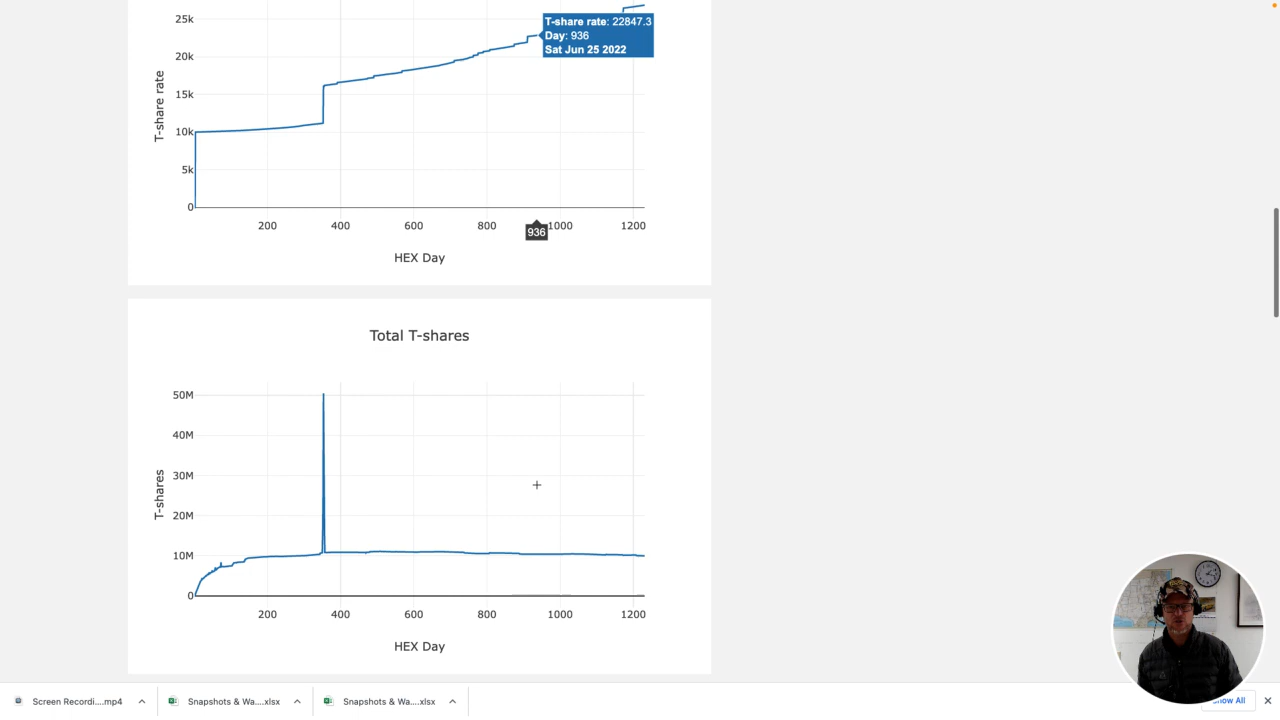 25k
20k
15k
10k
5k
0
T-share rate
T-share rate: 22847.3
Day: 936
Sat Jun 25 2022
200
400
600
800
1000
1200
936
HEX Day
Total T-shares
50M
40M
30M
20M
10M
0
T-shares
200
400
600
800
1000
1200
HEX Day
Screen Recordi....mp4
Snapshots & Wa....xlsx
Snapshots & Wa....xlsx
Show All